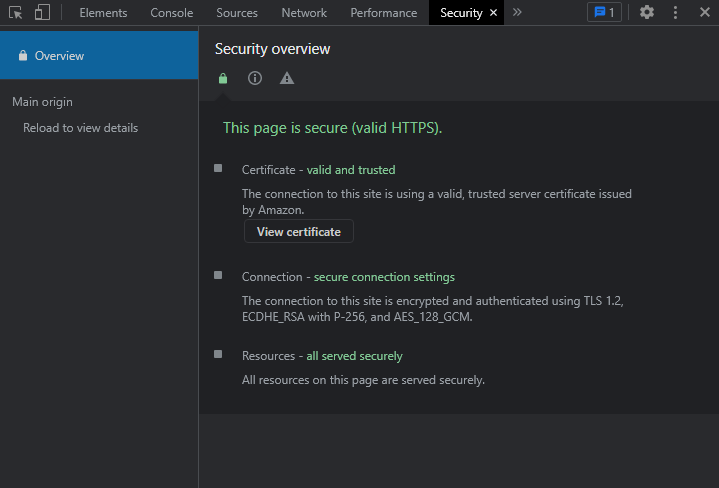 Elements Console Sources Network Performance Security × » 1
Overview
Main origin
Reload to view details
Security overview
This page is secure (valid HTTPS).
Certificate - valid and trusted
The connection to this site is using a valid, trusted server certificate issued
by Amazon.
View certificate
Connection - secure connection settings
The connection to this site is encrypted and authenticated using TLS 1.2,
ECDHE_RSA with P-256, and AES_128_GCM.
Resources - all served securely
All resources on this page are served securely.